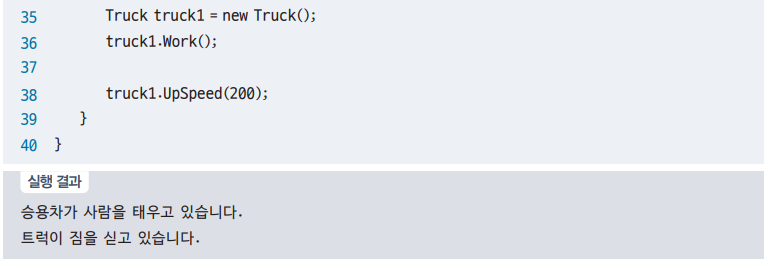 35 Truck truck1 = new Truck();
36 truck1.Work();
37
38 truck1.UpSpeed(200);
39 }
40 }
실행 결과
승용차가 사람을 태우고 있습니다.
트럭이 짐을 싣고 있습니다.